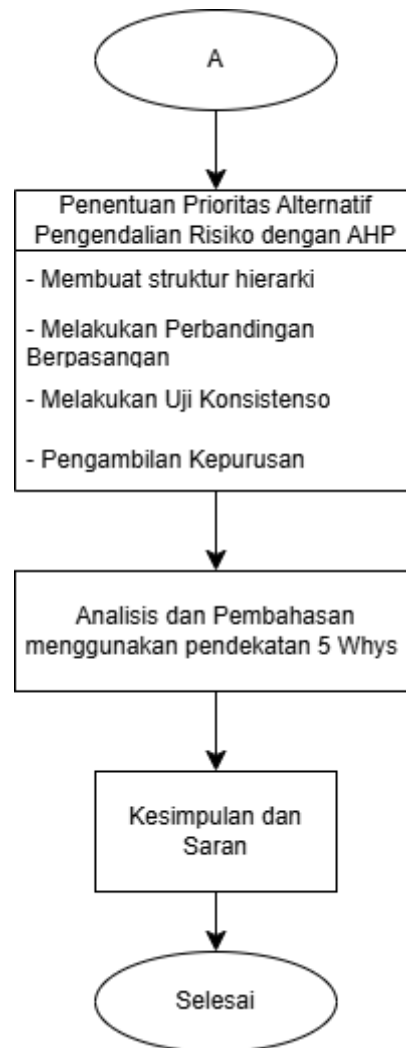 A
Penentuan Prioritas Alternatif
Pengendalian Risiko dengan AHP
- Membuat struktur hierarki
- Melakukan Perbandingan
Berpasangan
- Melakukan Uji Konsistenso
- Pengambilan Kepurusan
Analisis dan Pembahasan
menggunakan pendekatan 5 Whys
Kesimpulan dan
Saran
Selesai